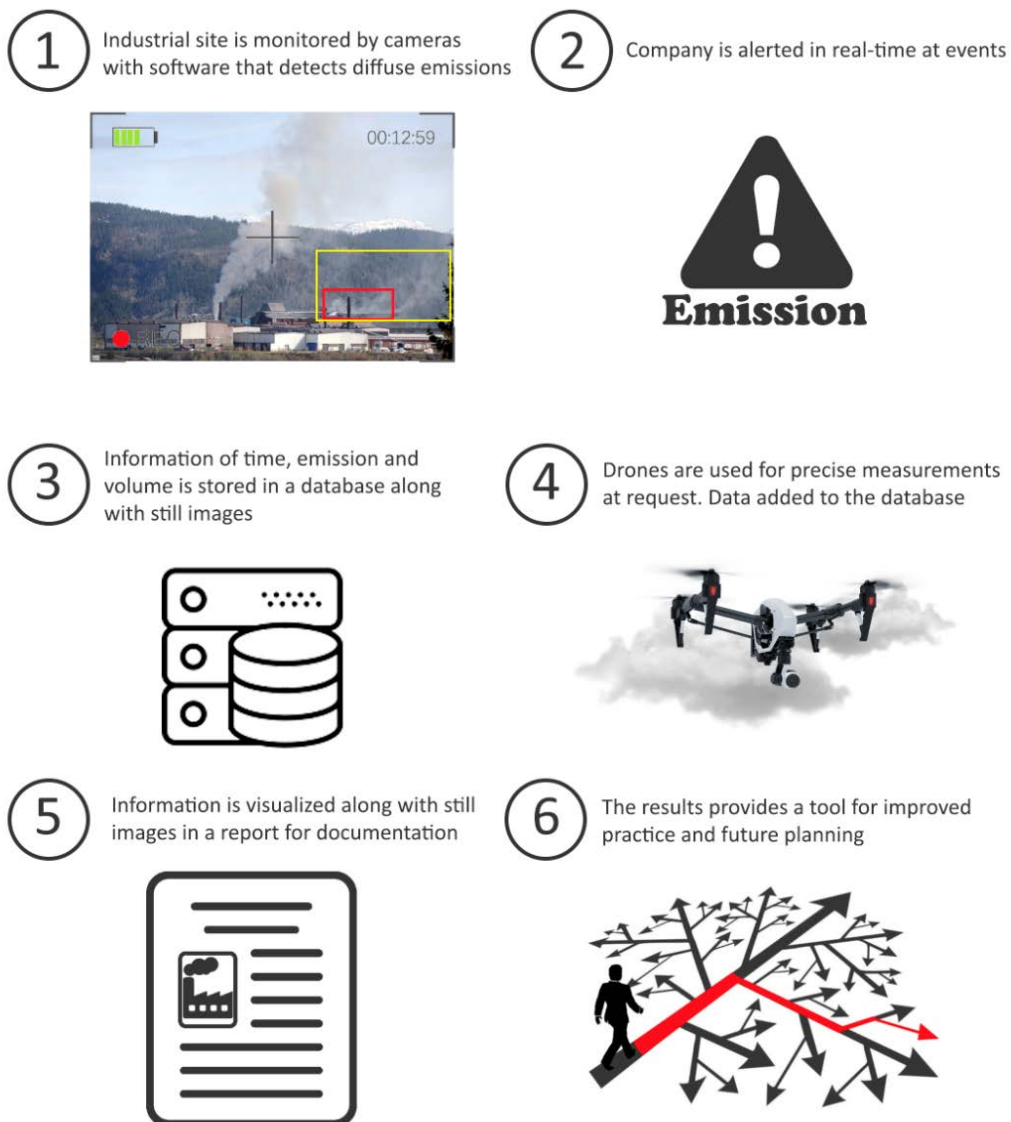 1
Industrial site is monitored by cameras
with software that detects diffuse emissions
00:12:59
REC
2
Company is alerted in real-time at events
!
Emission
3
Information of time, emission and
volume is stored in a database along
with still images
4
Drones are used for precise measurements
at request. Data added to the database
5
Information is visualized along with still
images in a report for documentation
6
The results provides a tool for improved
practice and future planning